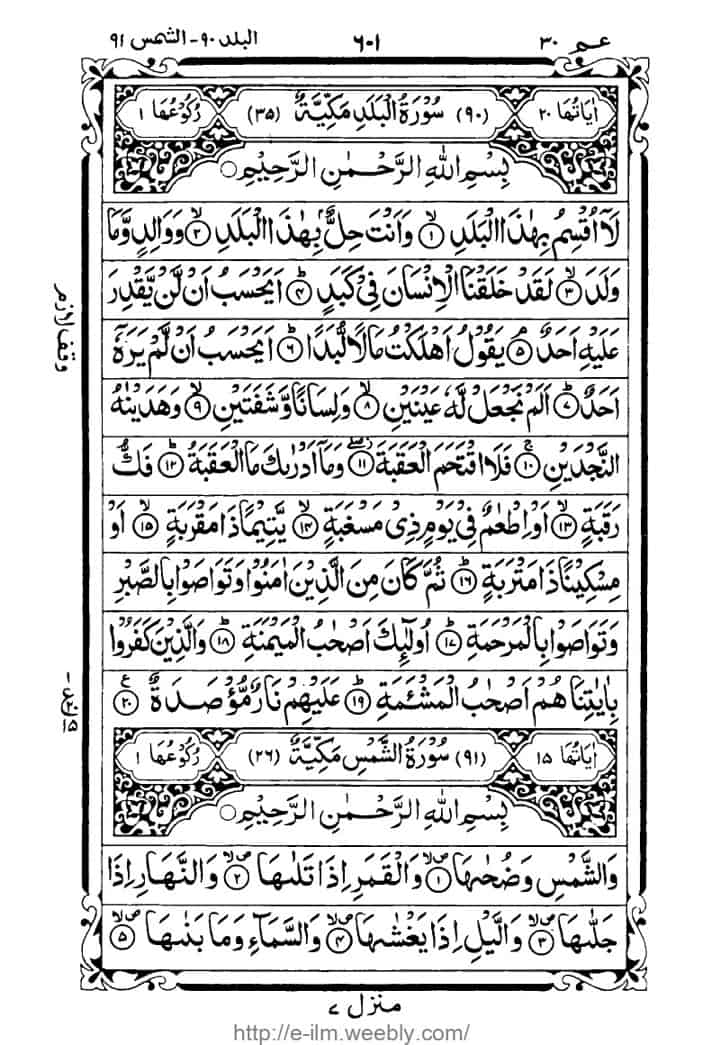 عم ٣٠ ٦٠١ البلد ٩٠- الشمس ٩١
اٰيَاتُهَا ٢٠ (٩٠) سُوْرَةُ الْبَلَدِ مَكِّيَّةٌ (٣٥) رُكُوْعُهَا ١
بِسْمِ اللّٰهِ الرَّحْمٰنِ الرَّحِيْمِ ○
لَاۤ اُقْسِمُ بِهٰذَا الْبَلَدِ ۙ﴿١﴾ وَاَنْتَ حِلٌّۢ بِهٰذَا الْبَلَدِ ۙ﴿٢﴾ وَوَالِدٍ وَّمَا
وَلَدَ ۙ﴿٣﴾ لَقَدْ خَلَقْنَا الْاِنْسَانَ فِيْ كَبَدٍ ؕ﴿٤﴾ اَيَحْسَبُ اَنْ لَّنْ يَّقْدِرَ
عَلَيْهِ اَحَدٌ ۘ﴿٥﴾ يَقُوْلُ اَهْلَكْتُ مَالًا لُّبَدًا ؕ﴿٦﴾ اَيَحْسَبُ اَنْ لَّمْ يَرَهٗۤ
اَحَدٌ ؕ﴿٧﴾ اَلَمْ نَجْعَلْ لَّهٗ عَيْنَيْنِ ۙ﴿٨﴾ وَلِسَانًا وَّشَفَتَيْنِ ۙ﴿٩﴾ وَهَدَيْنٰهُ
النَّجْدَيْنِ ۚ﴿١٠﴾ فَلَا اقْتَحَمَ الْعَقَبَةَ ۖ﴿١١﴾ وَمَاۤ اَدْرٰىكَ مَا الْعَقَبَةُ ؕ﴿١٢﴾ فَكُّ
رَقَبَةٍ ۙ﴿١٣﴾ اَوْ اِطْعٰمٌ فِيْ يَوْمٍ ذِيْ مَسْغَبَةٍ ۙ﴿١٤﴾ يَّتِيْمًا ذَا مَقْرَبَةٍ ۙ﴿١٥﴾ اَوْ
مِسْكِيْنًا ذَا مَتْرَبَةٍ ؕ﴿١٦﴾ ثُمَّ كَانَ مِنَ الَّذِيْنَ اٰمَنُوْا وَتَوَاصَوْا بِالصَّبْرِ
وَتَوَاصَوْا بِالْمَرْحَمَةِ ؕ﴿١٧﴾ اُولٰٓئِكَ اَصْحٰبُ الْمَيْمَنَةِ ؕ﴿١٨﴾ وَالَّذِيْنَ كَفَرُوْا
بِاٰيٰتِنَا هُمْ اَصْحٰبُ الْمَشْـَٔمَةِ ؕ﴿١٩﴾ عَلَيْهِمْ نَارٌ مُّؤْصَدَةٌ ﴿٢٠﴾ ع
اٰيَاتُهَا ١٥ (٩١) سُوْرَةُ الشَّمْسِ مَكِّيَّةٌ (٢٦) رُكُوْعُهَا ١
بِسْمِ اللّٰهِ الرَّحْمٰنِ الرَّحِيْمِ ○
وَالشَّمْسِ وَضُحٰىهَا ۪ۙ﴿١﴾ وَالْقَمَرِ اِذَا تَلٰىهَا ۪ۙ﴿٢﴾ وَالنَّهَارِ اِذَا
جَلّٰىهَا ۪ۙ﴿٣﴾ وَالَّيْلِ اِذَا يَغْشٰىهَا ۪ۙ﴿٤﴾ وَالسَّمَآءِ وَمَا بَنٰىهَا ۪ۙ﴿٥﴾
منزل ٧
وقف لازم
http://e-ilm.weebly.com/